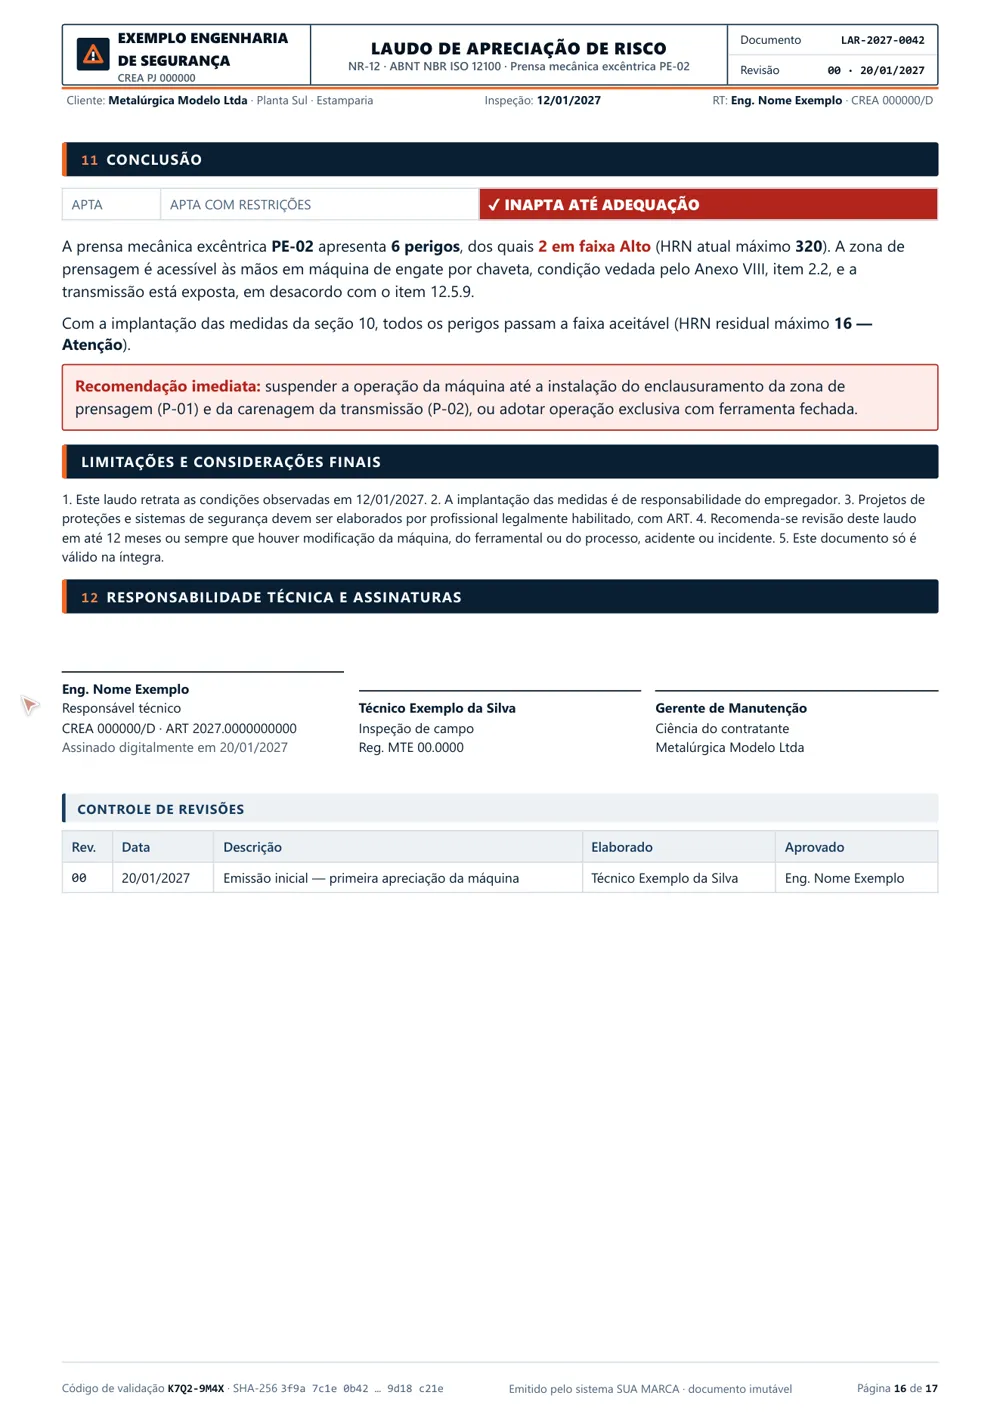 EXEMPLO ENGENHARIA
DE SEGURANÇA
CREA PJ 000000
LAUDO DE APRECIAÇÃO DE RISCO
NR-12 · ABNT NBR ISO 12100 · Prensa mecânica excêntrica PE-02
Documento LAR-2027-0042
Revisão 00 · 20/01/2027
Cliente: Metalúrgica Modelo Ltda · Planta Sul · Estamparia Inspeção: 12/01/2027 RT: Eng. Nome Exemplo · CREA 000000/D
11 CONCLUSÃO
APTA APTA COM RESTRIÇÕES ✓ INAPTA ATÉ ADEQUAÇÃO
A prensa mecânica excêntrica PE-02 apresenta 6 perigos, dos quais 2 em faixa Alto (HRN atual máximo 320). A zona de
prensagem é acessível às mãos em máquina de engate por chaveta, condição vedada pelo Anexo VIII, item 2.2, e a
transmissão está exposta, em desacordo com o item 12.5.9.
Com a implantação das medidas da seção 10, todos os perigos passam a faixa aceitável (HRN residual máximo 16 —
Atenção).
Recomendação imediata: suspender a operação da máquina até a instalação do enclausuramento da zona de
prensagem (P-01) e da carenagem da transmissão (P-02), ou adotar operação exclusiva com ferramenta fechada.
LIMITAÇÕES E CONSIDERAÇÕES FINAIS
1. Este laudo retrata as condições observadas em 12/01/2027. 2. A implantação das medidas é de responsabilidade do empregador. 3. Projetos de
proteções e sistemas de segurança devem ser elaborados por profissional legalmente habilitado, com ART. 4. Recomenda-se revisão deste laudo
em até 12 meses ou sempre que houver modificação da máquina, do ferramental ou do processo, acidente ou incidente. 5. Este documento só é
válido na íntegra.
12 RESPONSABILIDADE TÉCNICA E ASSINATURAS
Eng. Nome Exemplo
Responsável técnico
CREA 000000/D · ART 2027.0000000000
Assinado digitalmente em 20/01/2027
Técnico Exemplo da Silva
Inspeção de campo
Reg. MTE 00.0000
Gerente de Manutenção
Ciência do contratante
Metalúrgica Modelo Ltda
CONTROLE DE REVISÕES
Rev. Data Descrição Elaborado Aprovado
00 20/01/2027 Emissão inicial — primeira apreciação da máquina Técnico Exemplo da Silva Eng. Nome Exemplo
Código de validação K7Q2-9M4X · SHA-256 3f9a 7c1e 0b42 … 9d18 c21e Emitido pelo sistema SUA MARCA · documento imutável Página 16 de 17